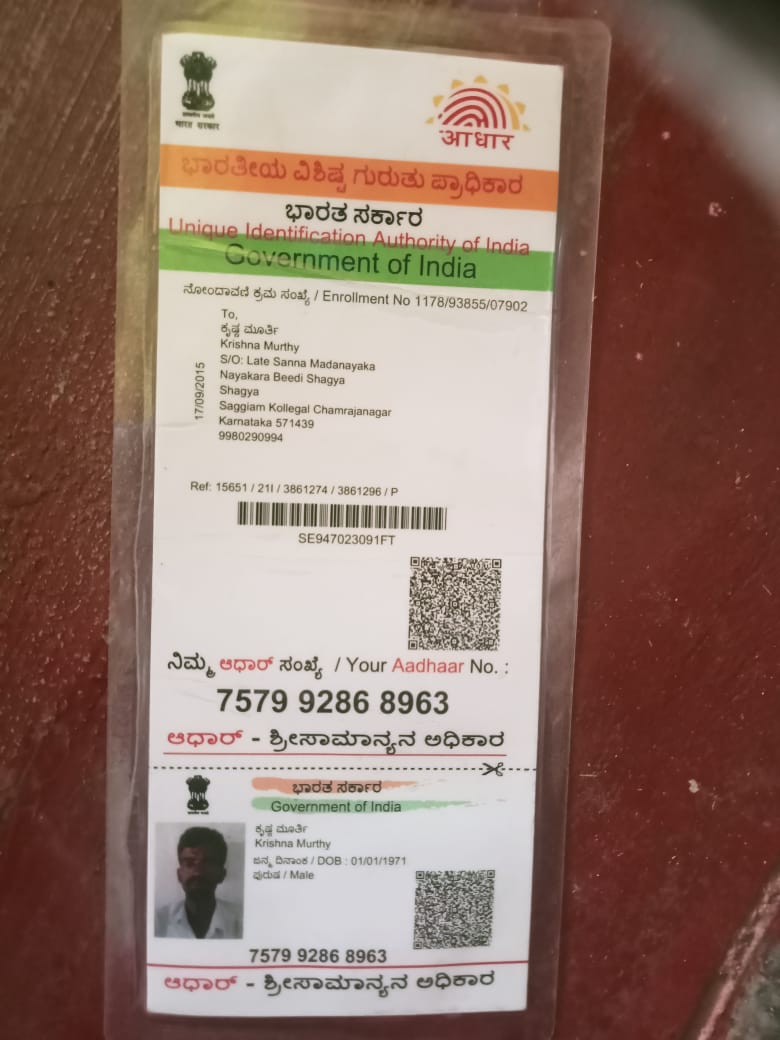 भारत सरकार
आधार
ಭಾರತೀಯ ವಿಶಿಷ್ಟ ಗುರುತು ಪ್ರಾಧಿಕಾರ
ಭಾರತ ಸರ್ಕಾರ
Unique Identification Authority of India
Government of India
ನೋಂದಾವಣಿ ಕ್ರಮ ಸಂಖ್ಯೆ / Enrollment No 1178/93855/07902
To,
ಕೃಷ್ಣ ಮೂರ್ತಿ
Krishna Murthy
S/O: Late Sanna Madanayaka
Nayakara Beedi Shagya
Shagya
Saggiam Kollegal Chamrajanagar
Karnataka 571439
9980290994
17/09/2015
Ref: 15651 / 21I / 3861274 / 3861296 / P
SE947023091FT
ನಿಮ್ಮ ಆಧಾರ್ ಸಂಖ್ಯೆ / Your Aadhaar No. :
7579 9286 8963
ಆಧಾರ್ - ಶ್ರೀಸಾಮಾನ್ಯನ ಅಧಿಕಾರ
ಭಾರತ ಸರ್ಕಾರ
Government of India
ಕೃಷ್ಣ ಮೂರ್ತಿ
Krishna Murthy
ಜನ್ಮ ದಿನಾಂಕ / DOB : 01/01/1971
ಪುರುಷ / Male
7579 9286 8963
ಆಧಾರ್ - ಶ್ರೀಸಾಮಾನ್ಯನ ಅಧಿಕಾರ